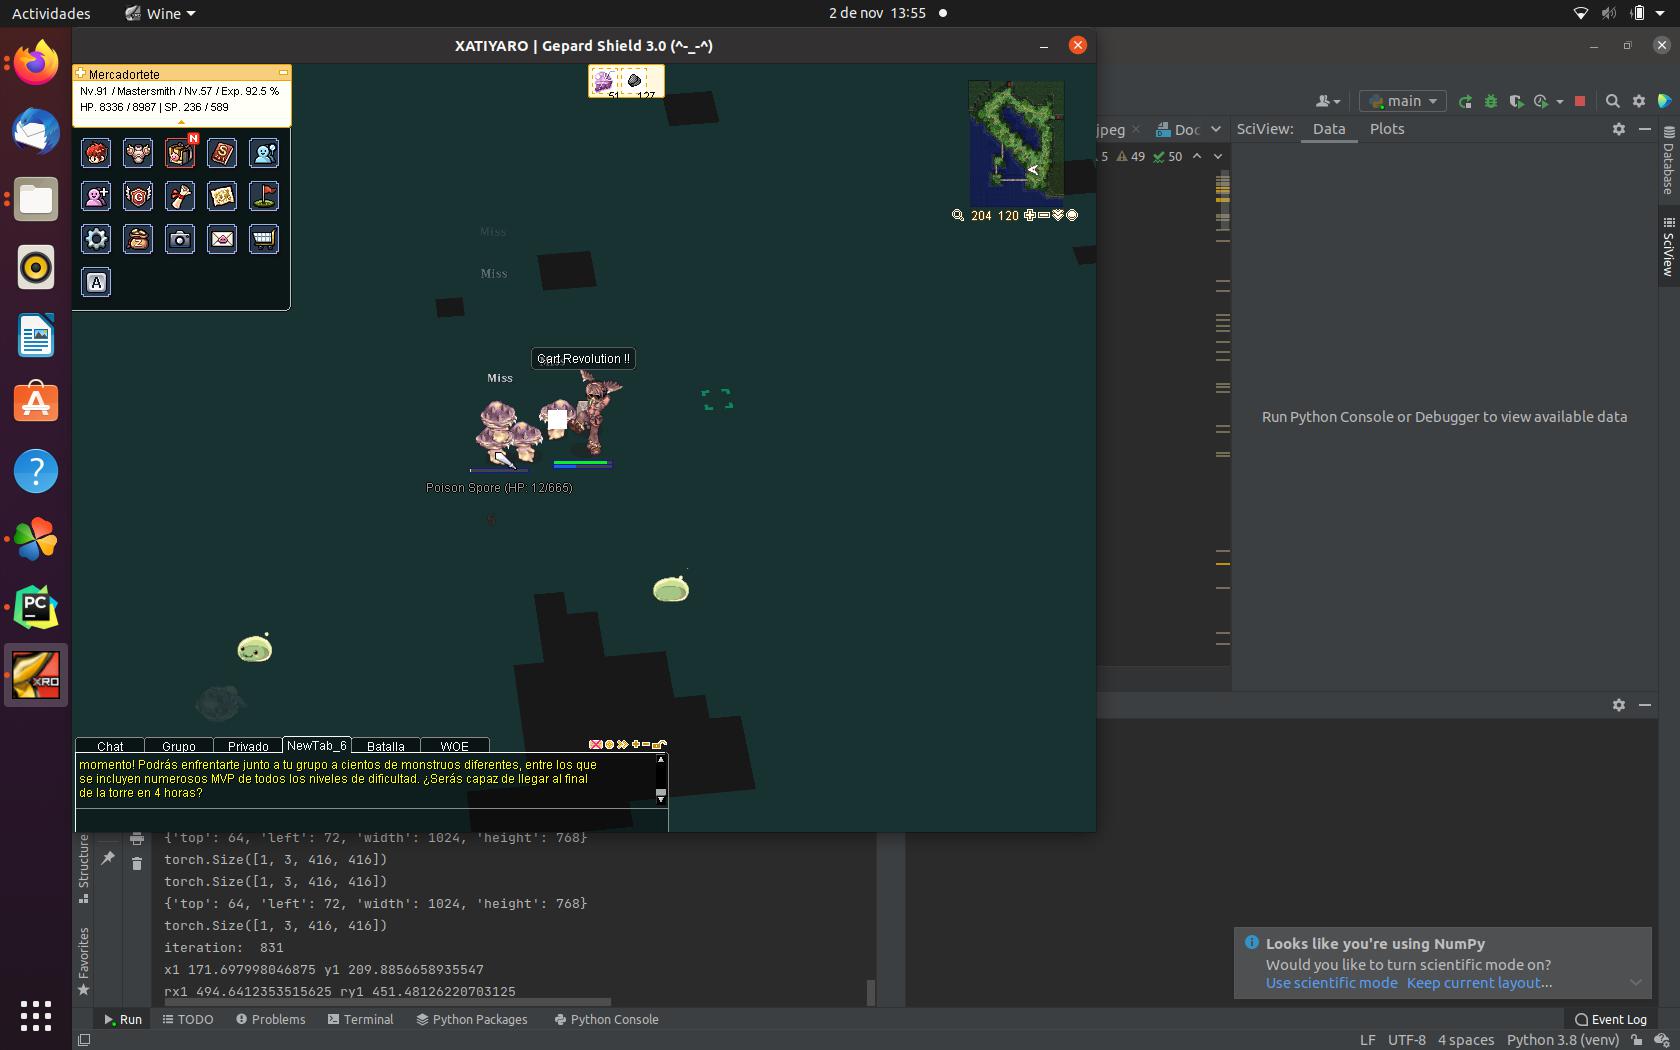 Actividades
Wine
2 de nov 13:55
XATIYARO | Gepard Shield 3.0 (^-_-^)
Mercadortete
Nv.91 / Mastersmith / Nv.57 / Exp. 92.5 %
HP. 8336 / 8987 | SP. 236 / 589
N
A
51
127
204 120
Miss
Miss
Cart Revolution !!
Miss
Poison Spore (HP: 12/665)
Chat
Grupo
Privado
NewTab_6
Batalla
WOE
momento! Podrás enfrentarte junto a tu grupo a cientos de monstruos diferentes, entre los que
se incluyen numerosos MVP de todos los niveles de dificultad. ¿Serás capaz de llegar al final
de la torre en 4 horas?
main
jpeg
Doc
SciView:
Data
Plots
5
49
50
Database
SciView
Run Python Console or Debugger to view available data
PC
XRO
{'top': 64, 'left': 72, 'width': 1024, 'height': 768}
torch.Size([1, 3, 416, 416])
torch.Size([1, 3, 416, 416])
{'top': 64, 'left': 72, 'width': 1024, 'height': 768}
torch.Size([1, 3, 416, 416])
iteration:  831
x1 171.697998046875 y1 209.8856658935547
rx1 494.6412353515625 ry1 451.48126220703125
Structure
Favorites
Looks like you're using NumPy
Would you like to turn scientific mode on?
Use scientific mode Keep current layout...
Run
TODO
Problems
Terminal
Python Packages
Python Console
Event Log
LF UTF-8 4 spaces Python 3.8 (venv)